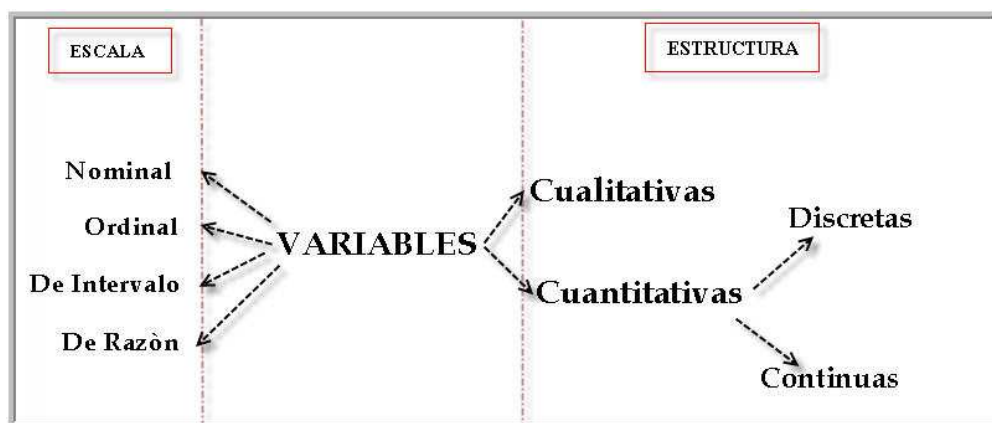 ESCALA
ESTRUCTURA
Nominal
Ordinal
De Intervalo
De Razòn
VARIABLES
Cualitativas
Cuantitativas
Discretas
Continuas